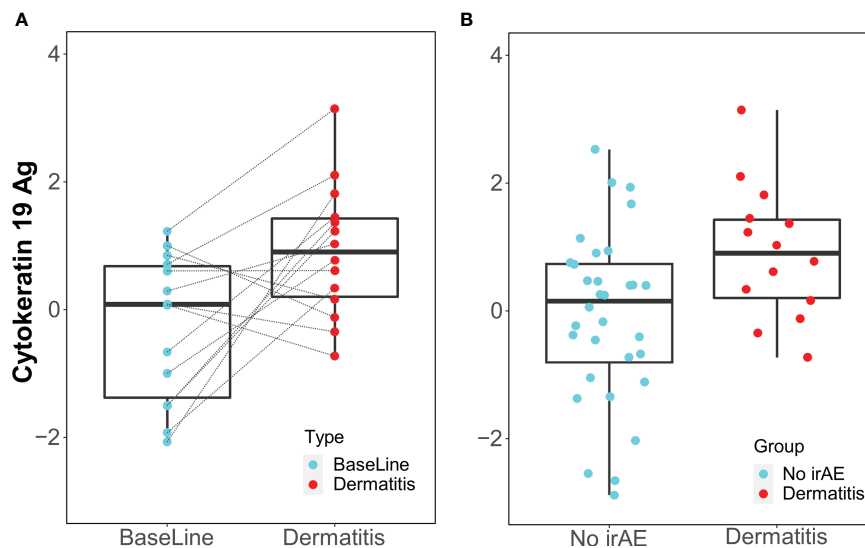 A
Cytokeratin 19 Ag
4
2
0
−2
Type
BaseLine
Dermatitis
BaseLine
Dermatitis
B
4
2
0
−2
Group
No irAE
Dermatitis
No irAE
Dermatitis